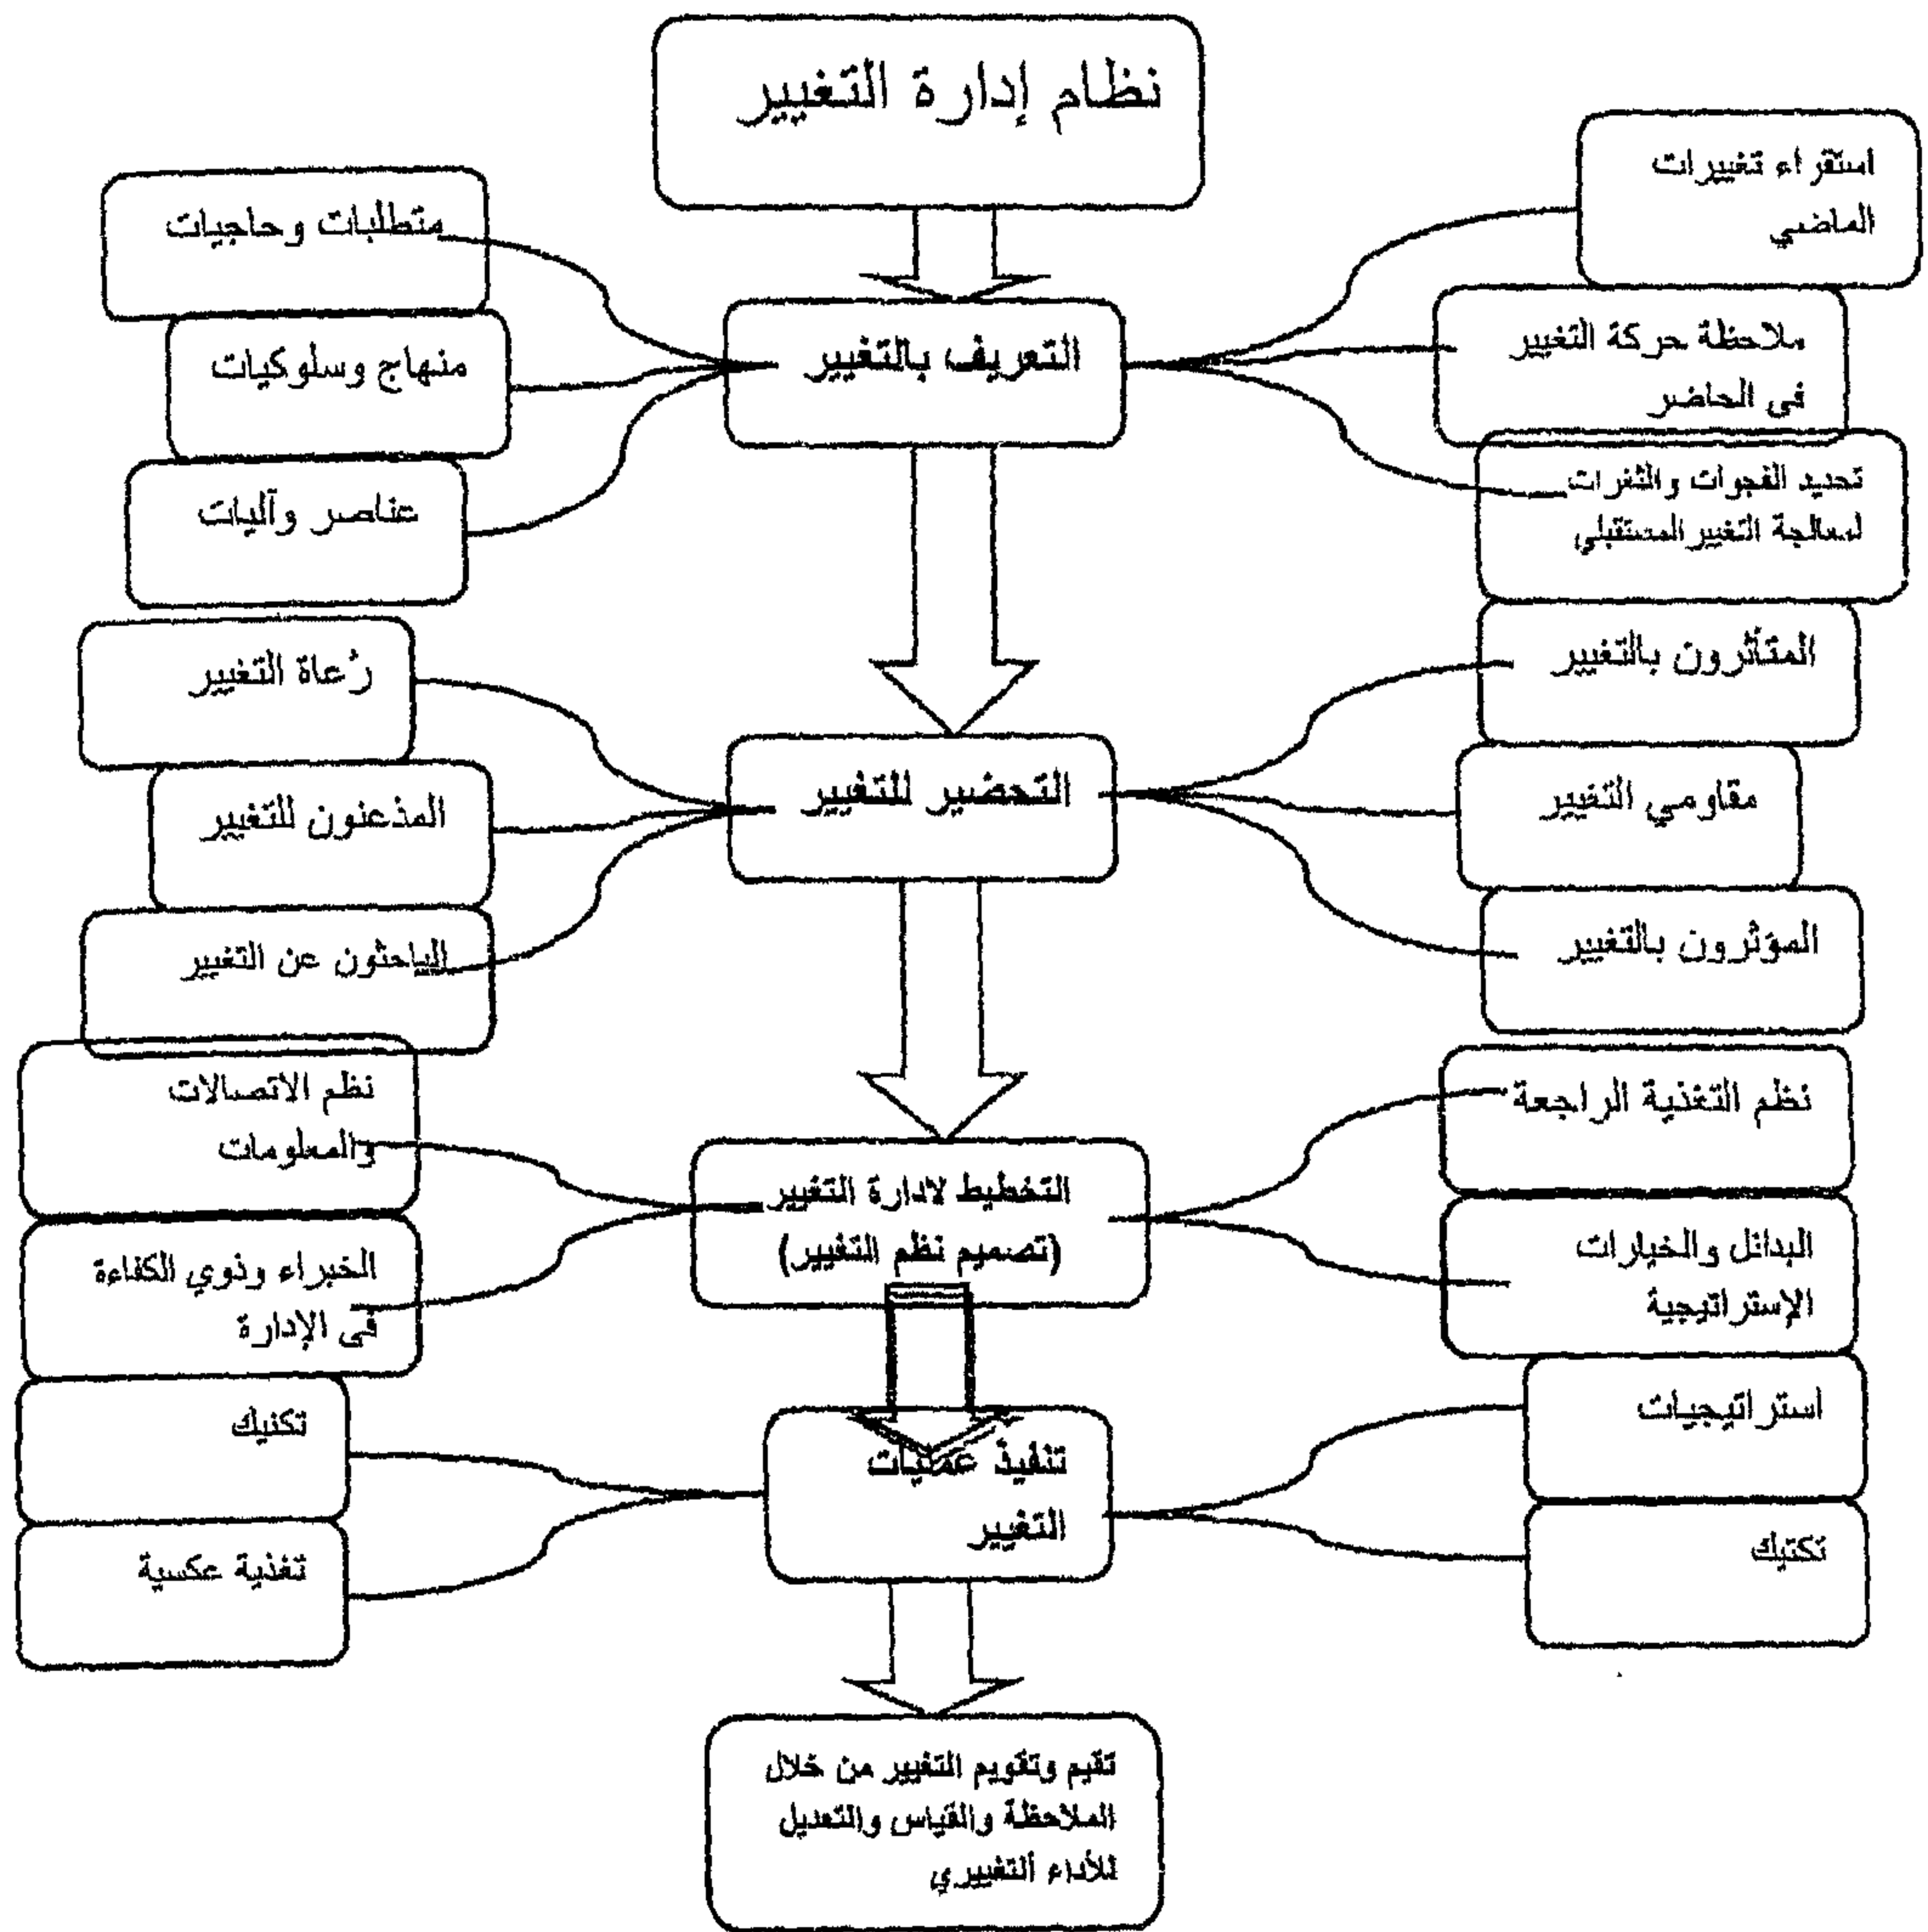 نظام إدارة التغيير
استقراء تغييرات
الماضي
متطلبات وحاجيات
التعريف بالتغيير
ملاحظة حركة التغيير
فى الحاضر
منهاج وسلوكيات
تحديد الفجوات والثغرات
لمعالجة التغيير المستقبلي
عناصر وآليات
المتأثرون بالتغيير
رُعاة التغيير
التحضير للتغيير
مقاومي التغيير
المذعنون للتغيير
المؤثرون بالتغيير
الباحثون عن التغيير
نظم التغذية الراجعة
نظم الاتصالات
والمعلومات
التخطيط لادارة التغيير
(تصميم نظم التغيير)
البدائل والخيارات
الإستراتيجية
الخبراء وذوي الكفاءة
فى الإدارة
استراتيجيات
تكنيك
تنفيذ عمليات
التغيير
تكتيك
تغذية عكسية
تقيم وتقويم التغيير من خلال
الملاحظة والقياس والتعديل
للأداء التغييري